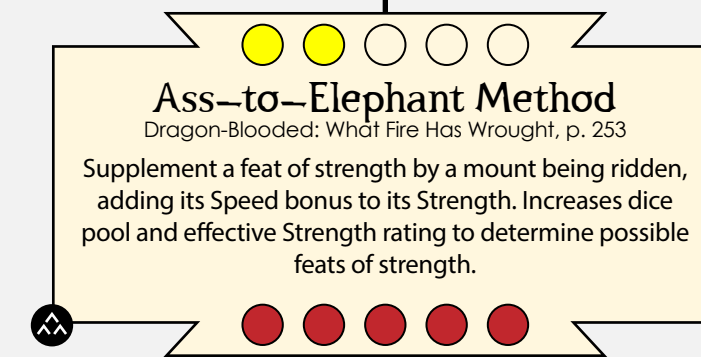 Ass-to-Elephant Method
Dragon-Blooded: What Fire Has Wrought, p. 253
Supplement a feat of strength by a mount being ridden,
adding its Speed bonus to its Strength. Increases dice
pool and effective Strength rating to determine possible
feats of strength.